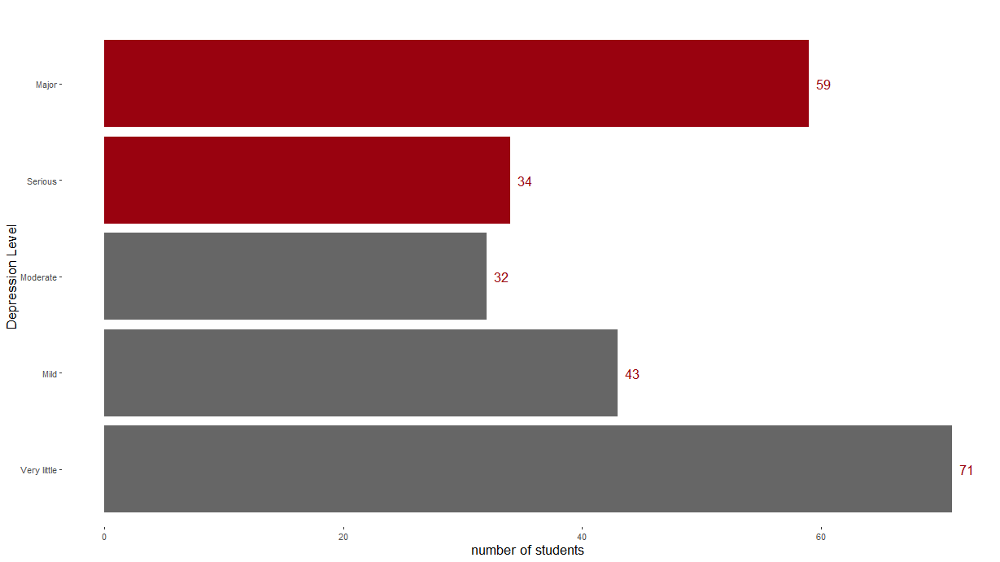 Major
59
Serious
34
Moderate
32
Mild
43
Very little
71
0 20 40 60
number of students
Depression Level